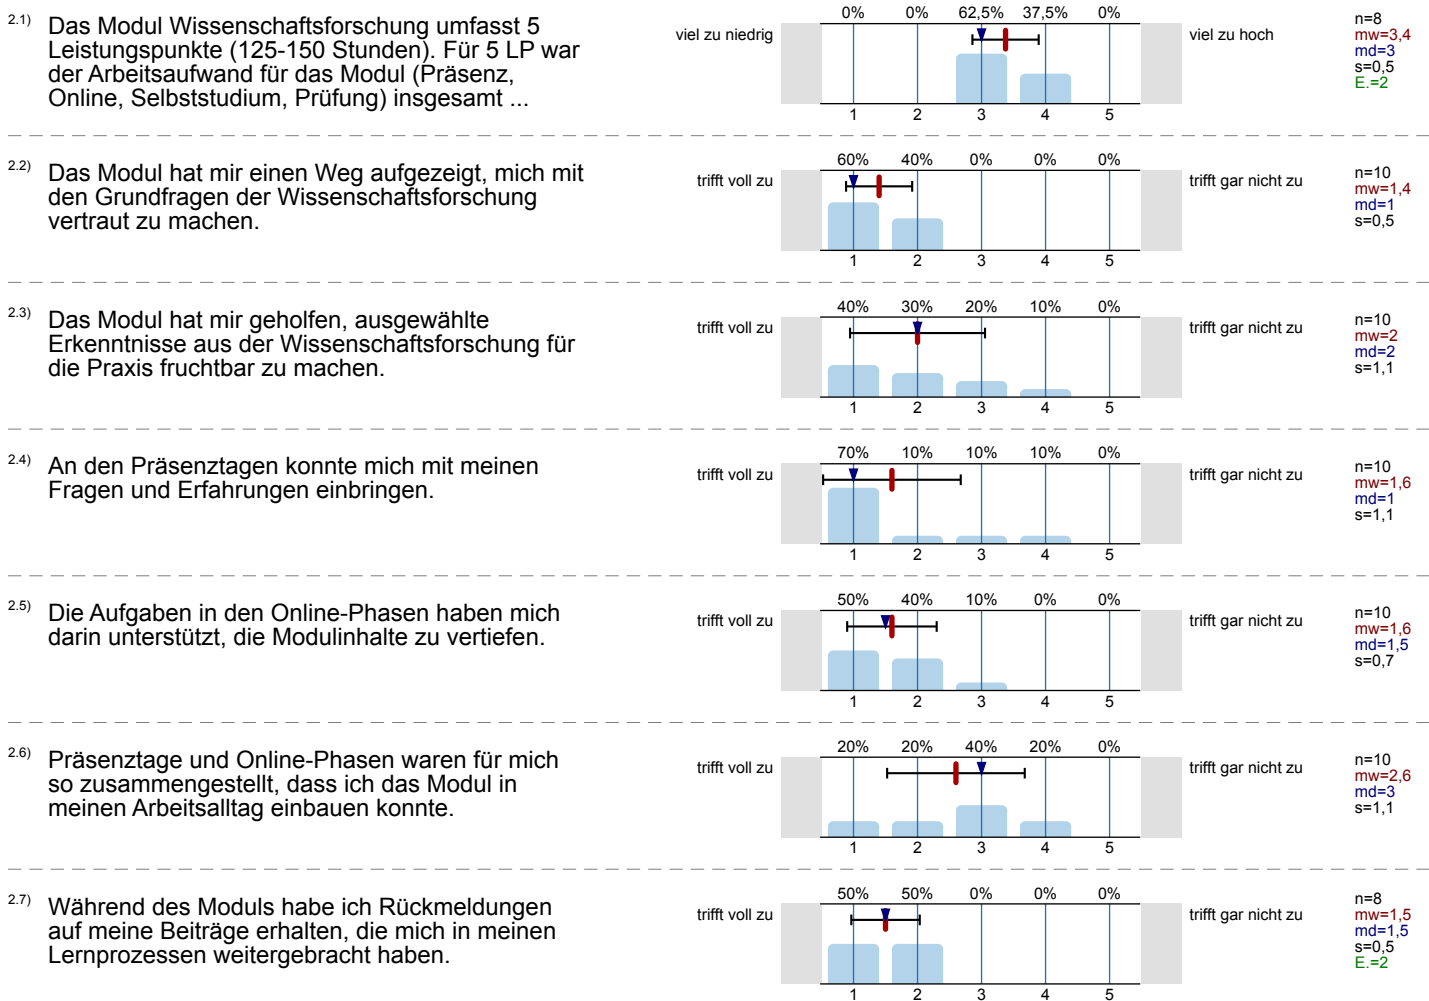 2.1) Das Modul Wissenschaftsforschung umfasst 5
Leistungspunkte (125-150 Stunden). Für 5 LP war
der Arbeitsaufwand für das Modul (Präsenz,
Online, Selbststudium, Prüfung) insgesamt ...
0% 0% 62,5% 37,5% 0%
viel zu niedrig
viel zu hoch
1 2 3 4 5
n=8
mw=3,4
md=3
s=0,5
E.=2
2.2) Das Modul hat mir einen Weg aufgezeigt, mich mit
den Grundfragen der Wissenschaftsforschung
vertraut zu machen.
60% 40% 0% 0% 0%
trifft voll zu
trifft gar nicht zu
1 2 3 4 5
n=10
mw=1,4
md=1
s=0,5
2.3) Das Modul hat mir geholfen, ausgewählte
Erkenntnisse aus der Wissenschaftsforschung für
die Praxis fruchtbar zu machen.
40% 30% 20% 10% 0%
trifft voll zu
trifft gar nicht zu
1 2 3 4 5
n=10
mw=2
md=2
s=1,1
2.4) An den Präsenztagen konnte mich mit meinen
Fragen und Erfahrungen einbringen.
70% 10% 10% 10% 0%
trifft voll zu
trifft gar nicht zu
1 2 3 4 5
n=10
mw=1,6
md=1
s=1,1
2.5) Die Aufgaben in den Online-Phasen haben mich
darin unterstützt, die Modulinhalte zu vertiefen.
50% 40% 10% 0% 0%
trifft voll zu
trifft gar nicht zu
1 2 3 4 5
n=10
mw=1,6
md=1,5
s=0,7
2.6) Präsenztage und Online-Phasen waren für mich
so zusammengestellt, dass ich das Modul in
meinen Arbeitsalltag einbauen konnte.
20% 20% 40% 20% 0%
trifft voll zu
trifft gar nicht zu
1 2 3 4 5
n=10
mw=2,6
md=3
s=1,1
2.7) Während des Moduls habe ich Rückmeldungen
auf meine Beiträge erhalten, die mich in meinen
Lernprozessen weitergebracht haben.
50% 50% 0% 0% 0%
trifft voll zu
trifft gar nicht zu
1 2 3 4 5
n=8
mw=1,5
md=1,5
s=0,5
E.=2